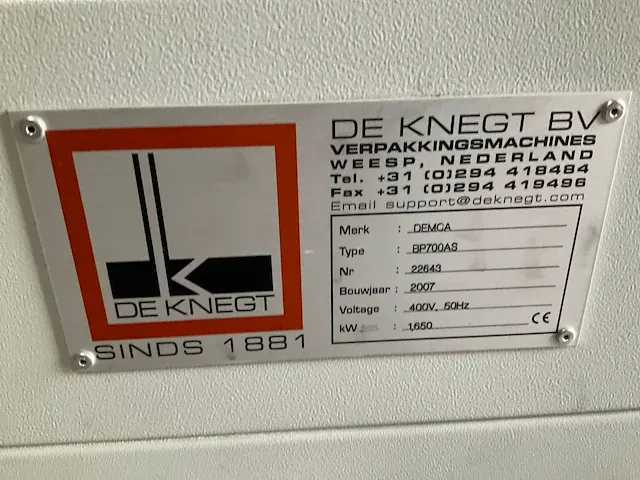 DE KNEGT
SINDS 1881
DE KNEGT BV
VERPAKKINGSMACHINES
WEESP, NEDERLAND
Tel. +31 (0)294 418484
Fax +31 (0)294 419496
Email support@deknegt.com
Merk : DEMCA
Type : BP700AS
Nr : 22643
Bouwjaar : 2007
Voltage : 400V, 50Hz
kW : 1,650
CE